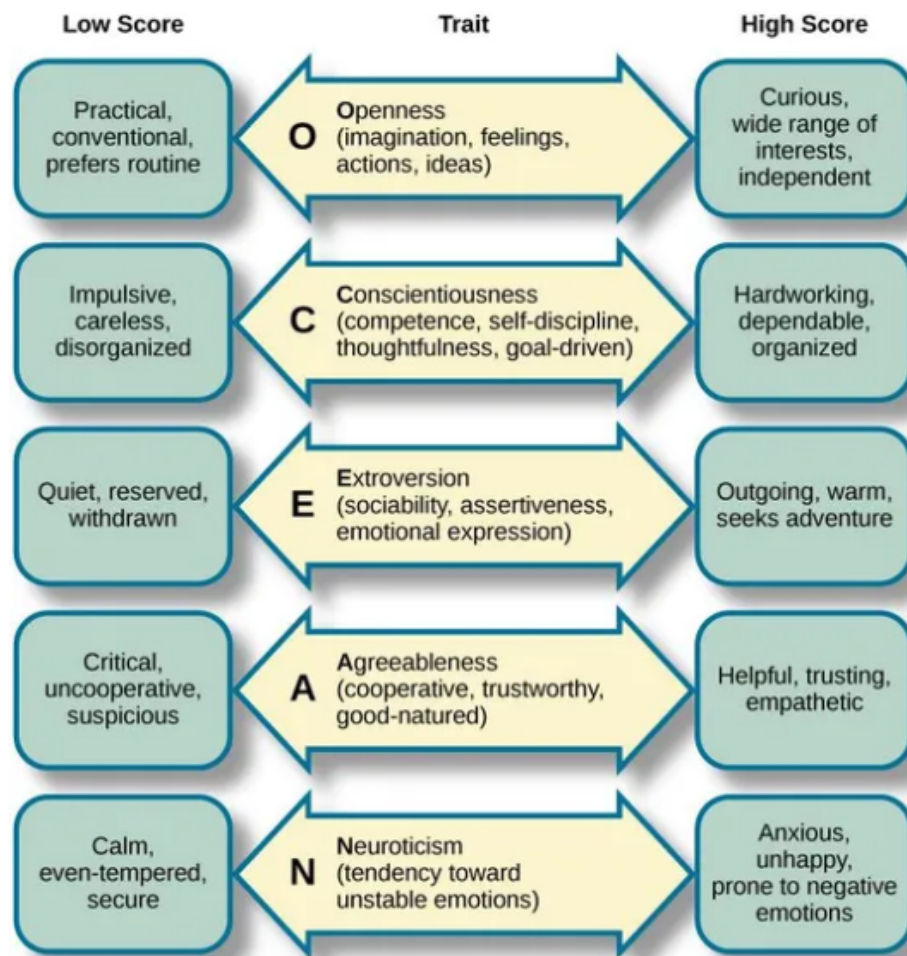 Low Score
Trait
High Score
Practical,
conventional,
prefers routine
O
Openness
(imagination, feelings,
actions, ideas)
Curious,
wide range of
interests,
independent
Impulsive,
careless,
disorganized
C
Conscientiousness
(competence, self-discipline,
thoughtfulness, goal-driven)
Hardworking,
dependable,
organized
Quiet, reserved,
withdrawn
E
Extroversion
(sociability, assertiveness,
emotional expression)
Outgoing, warm,
seeks adventure
Critical,
uncooperative,
suspicious
A
Agreeableness
(cooperative, trustworthy,
good-natured)
Helpful, trusting,
empathetic
Calm,
even-tempered,
secure
N
Neuroticism
(tendency toward
unstable emotions)
Anxious,
unhappy,
prone to negative
emotions